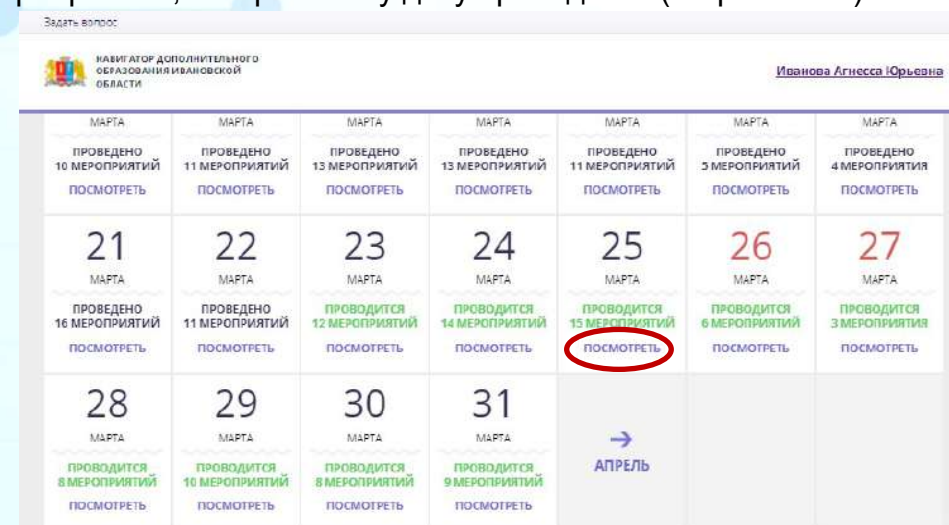 Задать вопрос
НАВИГАТОР ДОПОЛНИТЕЛЬНОГО
ОБРАЗОВАНИЯ ИВАНОВСКОЙ
ОБЛАСТИ
Иванова Агнесса Юрьевна
МАРТА МАРТА МАРТА МАРТА МАРТА МАРТА МАРТА
ПРОВЕДЕНО ПРОВЕДЕНО ПРОВЕДЕНО ПРОВЕДЕНО ПРОВЕДЕНО ПРОВЕДЕНО ПРОВЕДЕНО
10 МЕРОПРИЯТИЙ 11 МЕРОПРИЯТИЙ 13 МЕРОПРИЯТИЙ 13 МЕРОПРИЯТИЙ 11 МЕРОПРИЯТИЙ 5 МЕРОПРИЯТИЙ 4 МЕРОПРИЯТИЯ
ПОСМОТРЕТЬ ПОСМОТРЕТЬ ПОСМОТРЕТЬ ПОСМОТРЕТЬ ПОСМОТРЕТЬ ПОСМОТРЕТЬ ПОСМОТРЕТЬ
21 22 23 24 25 26 27
МАРТА МАРТА МАРТА МАРТА МАРТА МАРТА МАРТА
ПРОВЕДЕНО ПРОВЕДЕНО ПРОВОДИТСЯ ПРОВОДИТСЯ ПРОВОДИТСЯ ПРОВОДИТСЯ ПРОВОДИТСЯ
16 МЕРОПРИЯТИЙ 11 МЕРОПРИЯТИЙ 12 МЕРОПРИЯТИЙ 14 МЕРОПРИЯТИЙ 15 МЕРОПРИЯТИЙ 6 МЕРОПРИЯТИЙ 3 МЕРОПРИЯТИЯ
ПОСМОТРЕТЬ ПОСМОТРЕТЬ ПОСМОТРЕТЬ ПОСМОТРЕТЬ ПОСМОТРЕТЬ ПОСМОТРЕТЬ ПОСМОТРЕТЬ
28 29 30 31
МАРТА МАРТА МАРТА МАРТА →
АПРЕЛЬ
ПРОВОДИТСЯ ПРОВОДИТСЯ ПРОВОДИТСЯ ПРОВОДИТСЯ
8 МЕРОПРИЯТИЙ 10 МЕРОПРИЯТИЙ 8 МЕРОПРИЯТИЙ 9 МЕРОПРИЯТИЙ
ПОСМОТРЕТЬ ПОСМОТРЕТЬ ПОСМОТРЕТЬ ПОСМОТРЕТЬ